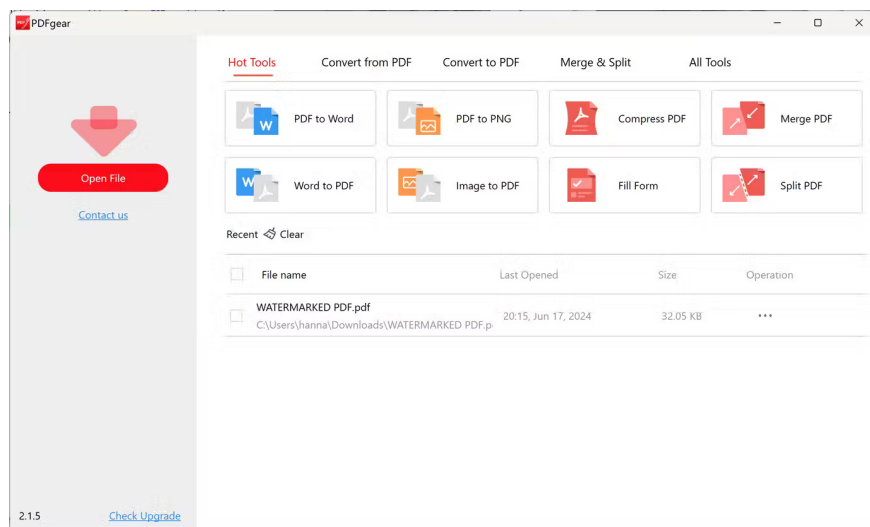 PDFgear
Hot Tools Convert from PDF Convert to PDF Merge & Split All Tools
PDF to Word PDF to PNG Compress PDF Merge PDF
Word to PDF Image to PDF Fill Form Split PDF
Open File
Contact us
Recent Clear
File name Last Opened Size Operation
WATERMARKED PDF.pdf
C:\Users\hanna\Downloads\WATERMARKED PDF.p 20:15, Jun 17, 2024 32.05 KB
2.1.5 Check Upgrade